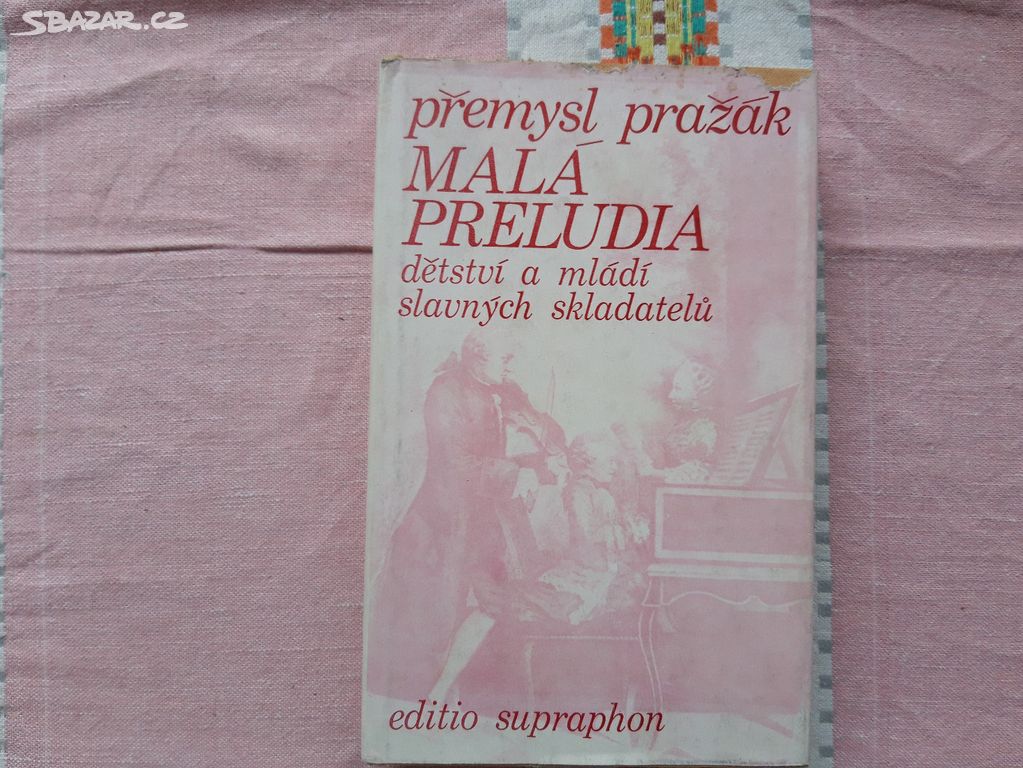 SBAZAR.CZ
přemysl pražák
MALÁ
PRELUDIA
dětství a mládí
slavných skladatelů
editio supraphon